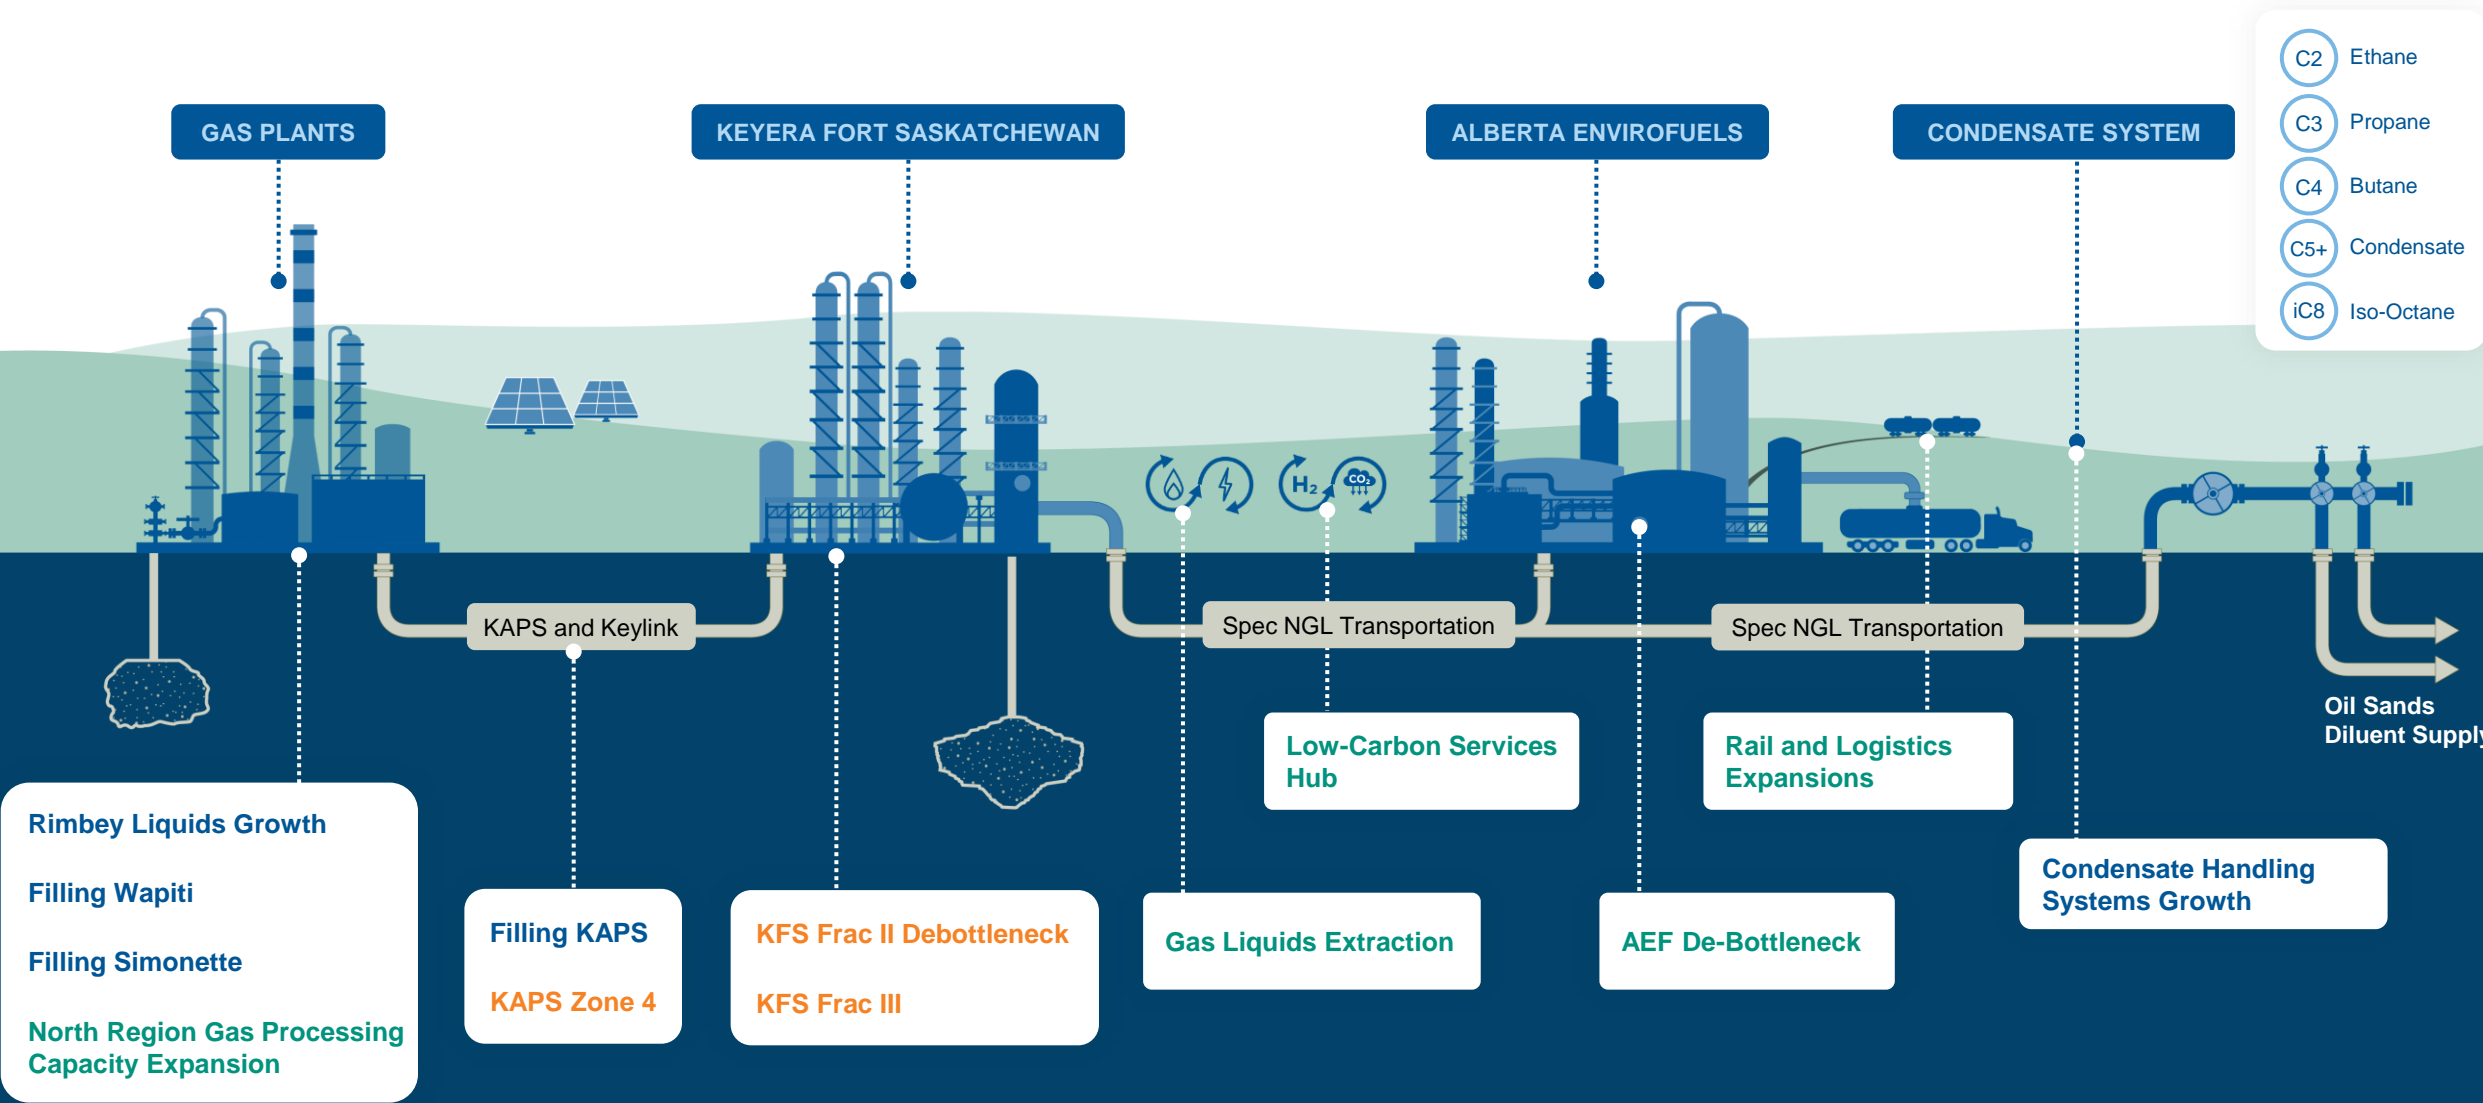 C2 Ethane
C3 Propane
C4 Butane
C5+ Condensate
iC8 Iso-Octane
GAS PLANTS
KEYERA FORT SASKATCHEWAN
ALBERTA ENVIROFUELS
CONDENSATE SYSTEM
H2
CO2
KAPS and Keylink
Spec NGL Transportation
Spec NGL Transportation
Oil Sands
Diluent Supply
Low-Carbon Services
Hub
Rail and Logistics
Expansions
Rimbey Liquids Growth
Filling Wapiti
Filling Simonette
North Region Gas Processing
Capacity Expansion
Filling KAPS
KAPS Zone 4
KFS Frac II Debottleneck
KFS Frac III
Gas Liquids Extraction
AEF De-Bottleneck
Condensate Handling
Systems Growth